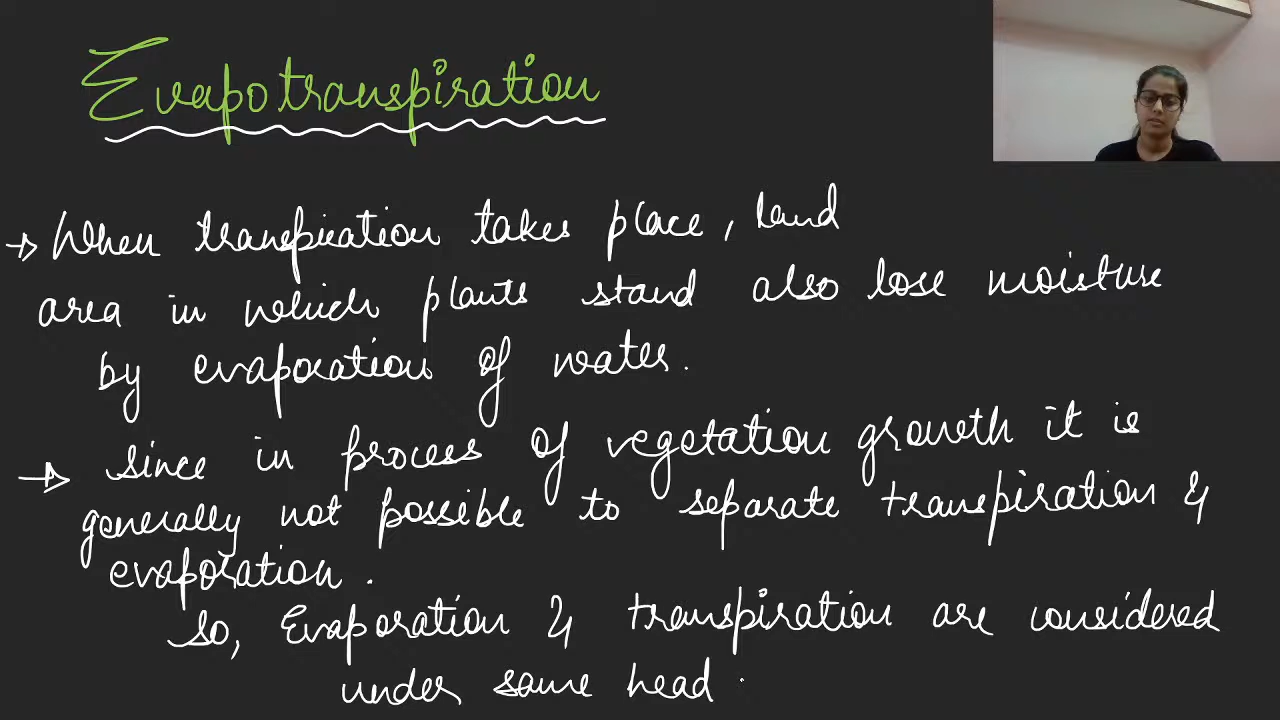 Evapotranspiration
→ When transpiration takes place, land
area in which plants stand also lose moisture
by evaporation of water.
→ since in process of vegetation growth it is
generally not possible to separate transpiration &
evaporation.
so, Evaporation & transpiration are considered
under same head.